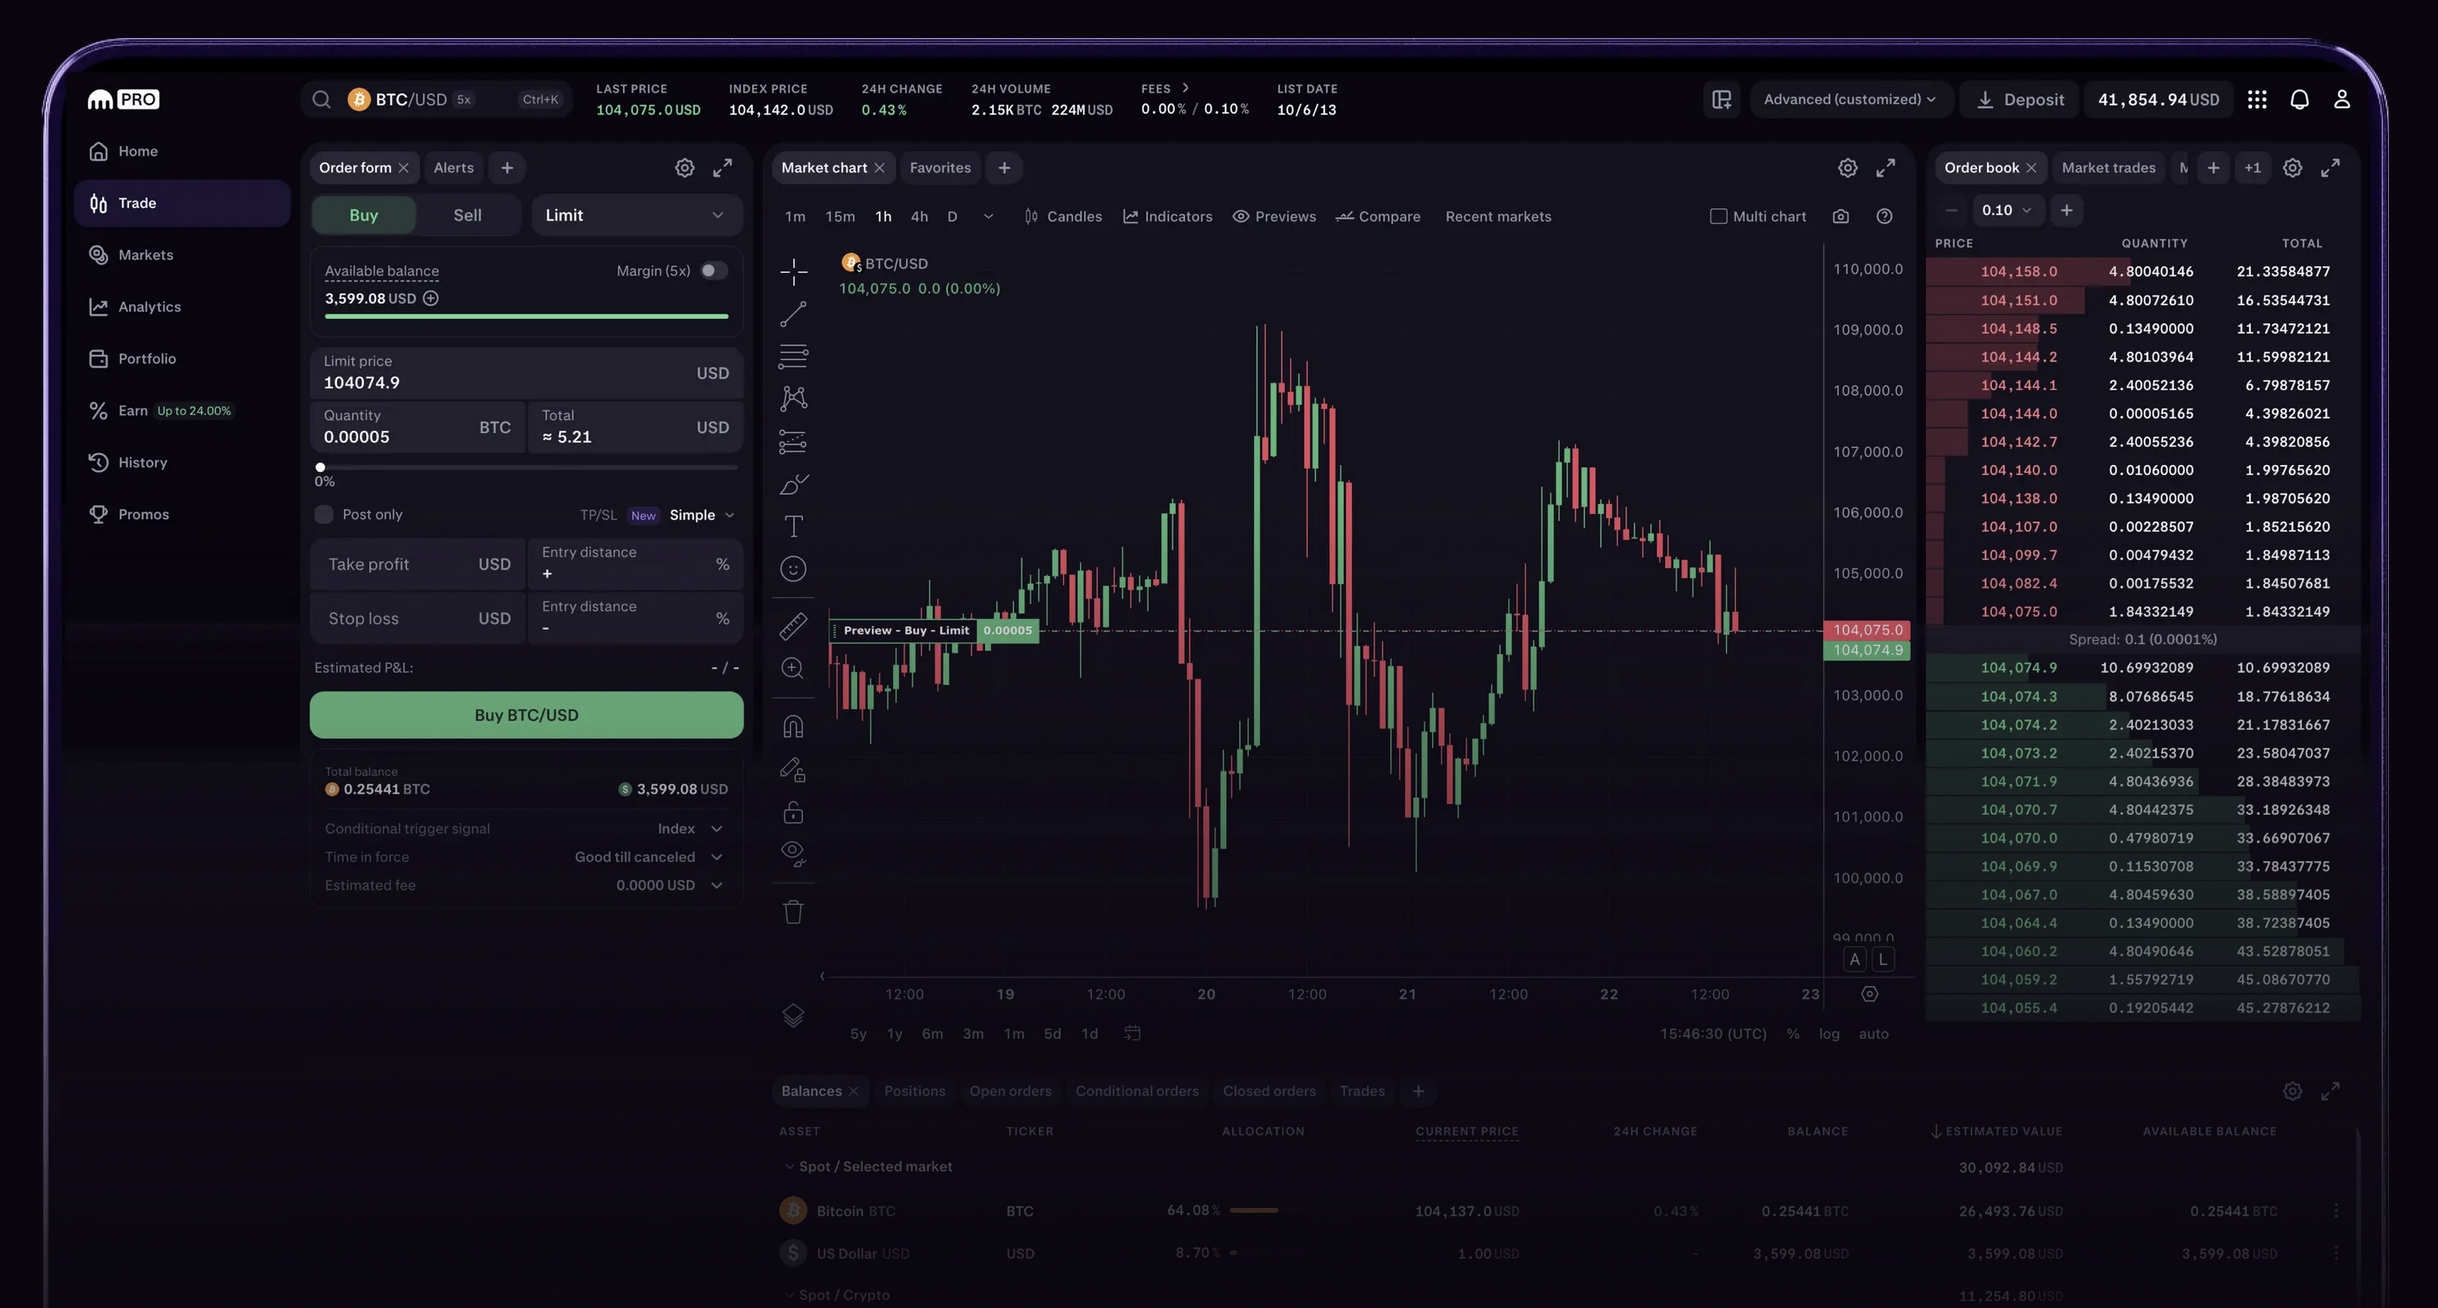 PRO
BTC/USD 5x Ctrl+K
LAST PRICE
104,075.0 USD
INDEX PRICE
104,142.0 USD
24H CHANGE
0.43%
24H VOLUME
2.15K BTC 224M USD
FEES
0.00% / 0.10%
LIST DATE
10/6/13
Advanced (customized)
Deposit
41,854.94 USD
Home
Trade
Markets
Analytics
Portfolio
Earn Up to 24.00%
History
Promos
Order form Alerts
Buy Sell Limit
Available balance Margin (5x)
3,599.08 USD
Limit price
104074.9 USD
Quantity
0.00005 BTC
Total
≈ 5.21 USD
0%
Post only TP/SL New Simple
Take profit USD
Entry distance
+ %
Stop loss USD
Entry distance
- %
Estimated P&L: - / -
Buy BTC/USD
Total balance
0.25441 BTC 3,599.08 USD
Conditional trigger signal Index
Time in force Good till canceled
Estimated fee 0.0000 USD
Market chart Favorites
1m 15m 1h 4h D Candles Indicators Previews Compare Recent markets Multi chart
BTC/USD
104,075.0 0.0 (0.00%)
110,000.0
109,000.0
108,000.0
107,000.0
106,000.0
105,000.0
Preview - Buy - Limit 0.00005
104,075.0
104,074.9
103,000.0
102,000.0
101,000.0
100,000.0
99,000.0
A L
12:00 19 12:00 20 12:00 21 12:00 22 12:00 23
5y 1y 6m 3m 1m 5d 1d 15:46:30 (UTC) % log auto
Order book Market trades M +1
0.10
PRICE QUANTITY TOTAL
104,158.0 4.80040146 21.33584877
104,151.0 4.80072610 16.53544731
104,148.5 0.13490000 11.73472121
104,144.2 4.80103964 11.59982121
104,144.1 2.40052136 6.79878157
104,144.0 0.00005165 4.39826021
104,142.7 2.40055236 4.39820856
104,140.0 0.01060000 1.99765620
104,138.0 0.13490000 1.98705620
104,107.0 0.00228507 1.85215620
104,099.7 0.00479432 1.84987113
104,082.4 0.00175532 1.84507681
104,075.0 1.84332149 1.84332149
Spread: 0.1 (0.0001%)
104,074.9 10.69932089 10.69932089
104,074.3 8.07686545 18.77618634
104,074.2 2.40213033 21.17831667
104,073.2 2.40215370 23.58047037
104,071.9 4.80436936 28.38483973
104,070.7 4.80442375 33.18926348
104,070.0 0.47980719 33.66907067
104,069.9 0.11530708 33.78437775
104,067.0 4.80459630 38.58897405
104,064.4 0.13490000 38.72387405
104,060.2 4.80490646 43.52878051
104,059.2 1.55792719 45.08670770
104,055.4 0.19205442 45.27876212
Balances Positions Open orders Conditional orders Closed orders Trades
ASSET TICKER ALLOCATION CURRENT PRICE 24H CHANGE BALANCE ESTIMATED VALUE AVAILABLE BALANCE
Spot / Selected market 30,092.84 USD
Bitcoin BTC BTC 64.08% 104,137.0 USD 0.43% 0.25441 BTC 26,493.76 USD 0.25441 BTC
US Dollar USD USD 8.70% 1.00 USD - 3,599.08 USD 3,599.08 USD 3,599.08 USD
Spot / Crypto 11,254.80 USD